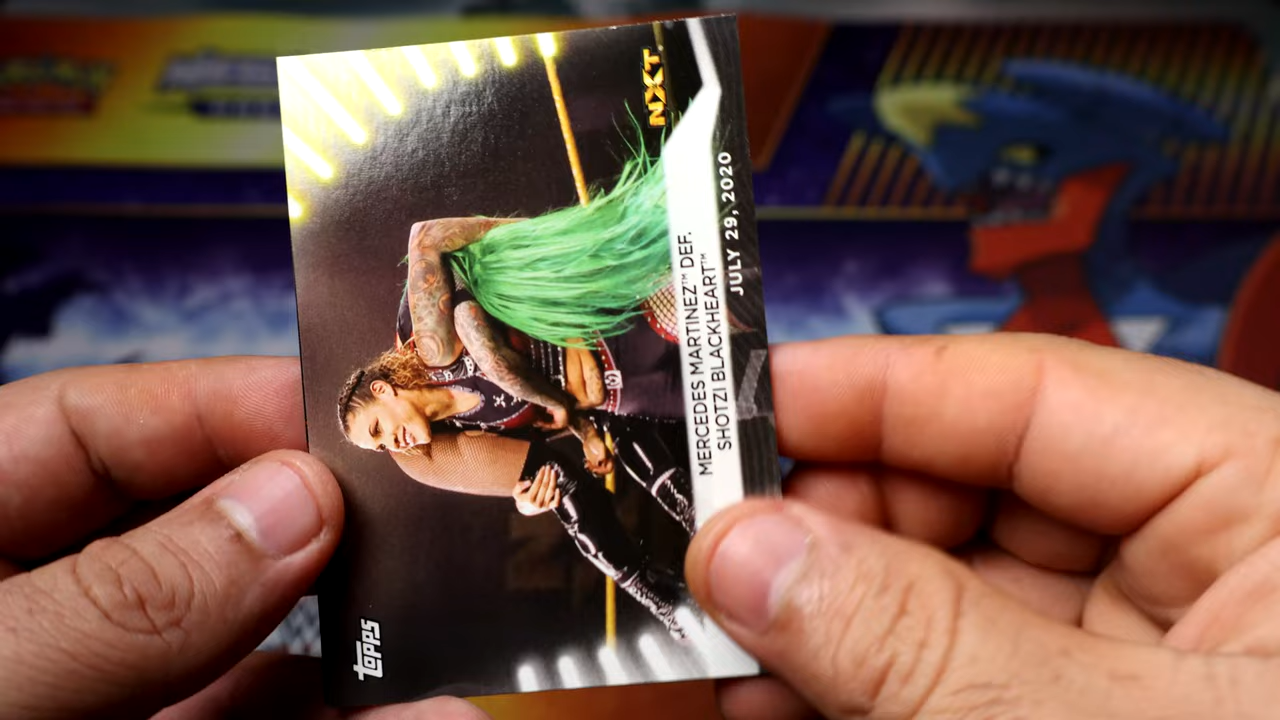 NXT
MERCEDES MARTINEZ™ DEF.
SHOTZI BLACKHEART™
JULY 29, 2020
Topps